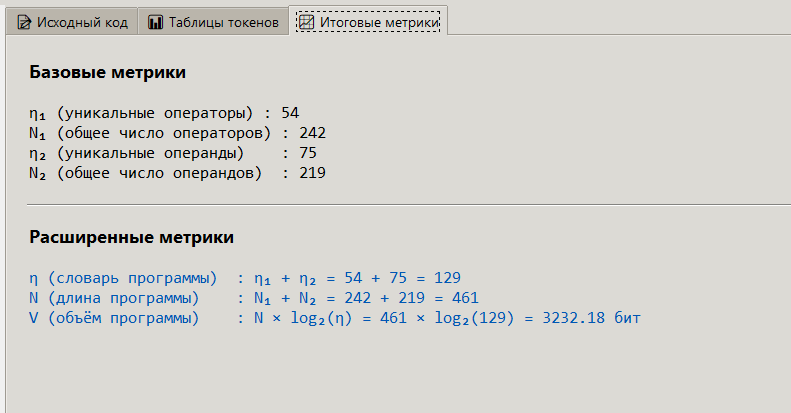 Исходный код Таблицы токенов Итоговые метрики
Базовые метрики
η₁ (уникальные операторы) : 54
N₁ (общее число операторов) : 242
η₂ (уникальные операнды) : 75
N₂ (общее число операндов) : 219
Расширенные метрики
η (словарь программы) : η₁ + η₂ = 54 + 75 = 129
N (длина программы) : N₁ + N₂ = 242 + 219 = 461
V (объём программы) : N × log₂(η) = 461 × log₂(129) = 3232.18 бит